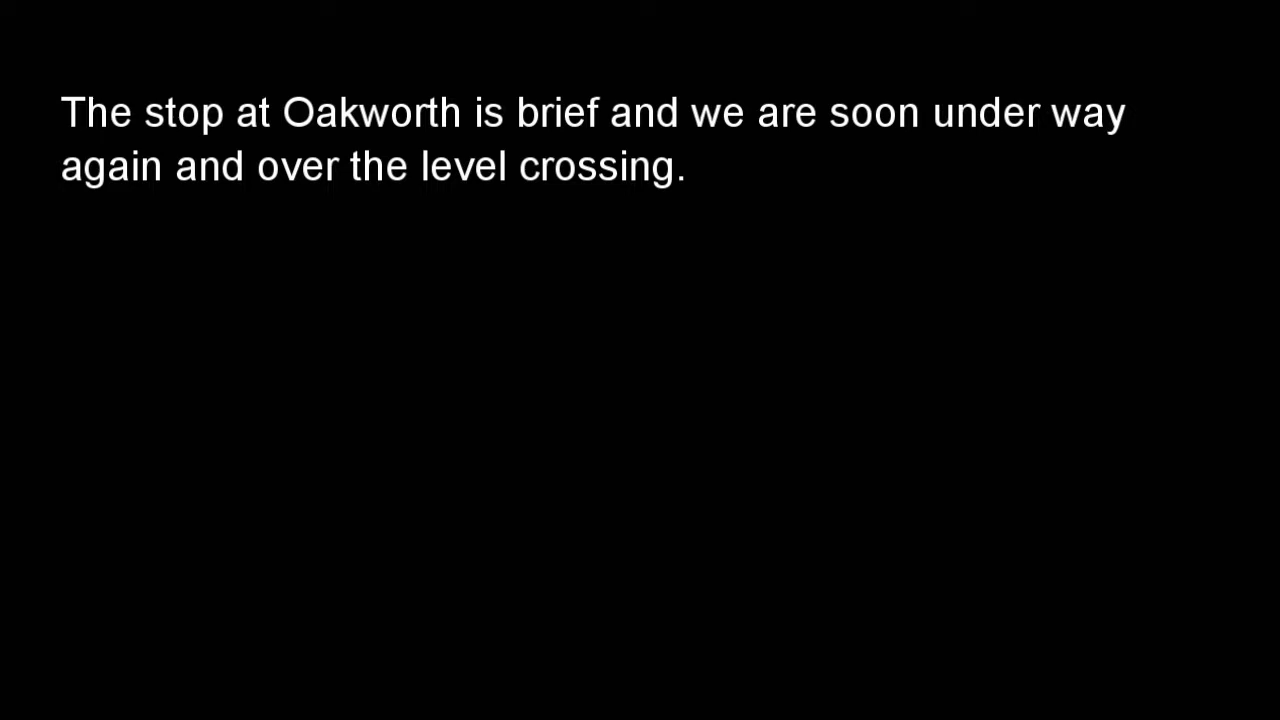 The stop at Oakworth is brief and we are soon under way
again and over the level crossing.